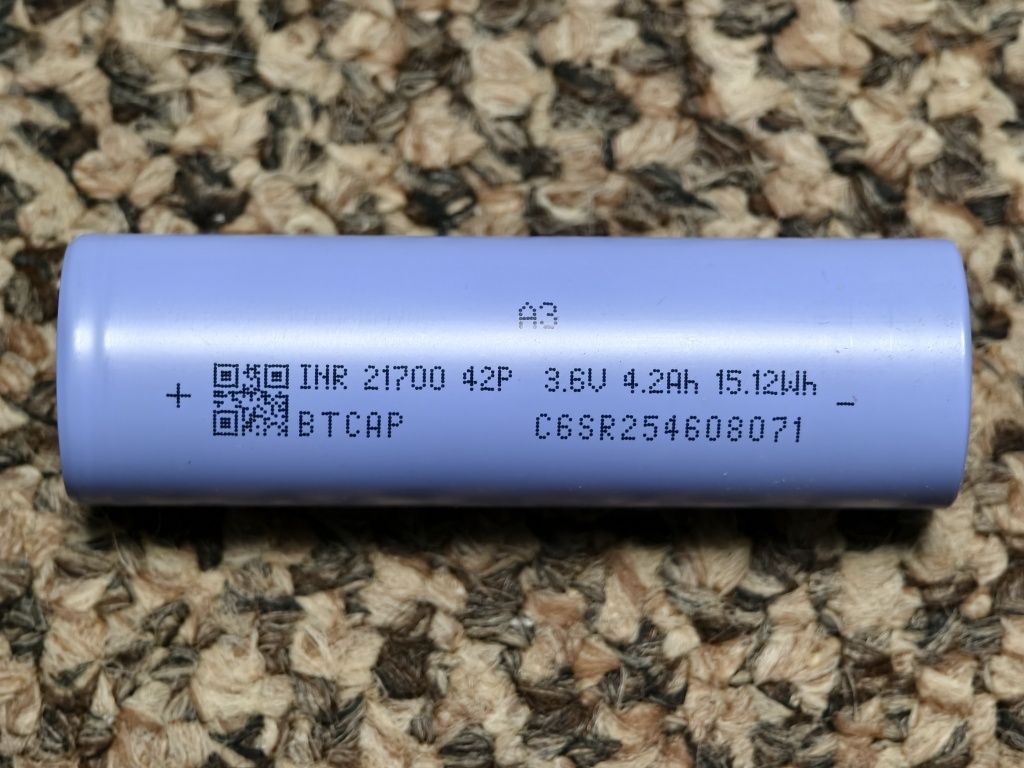 A3
+ INR 21700 42P 3.6V 4.2Ah 15.12Wh -
BTCAP C6SR254608071